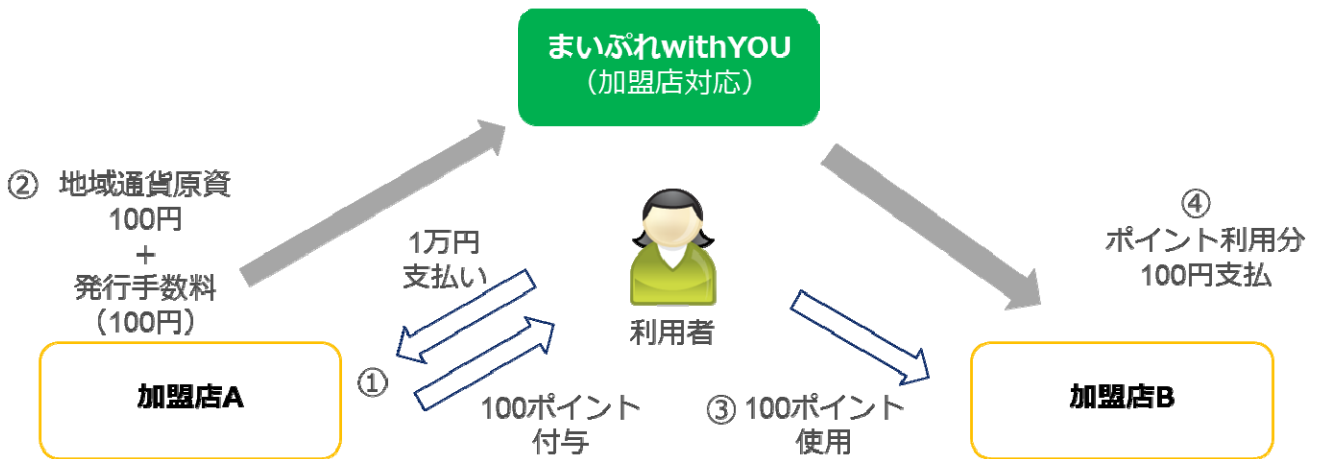 まいぷれwithYOU
（加盟店対応）
② 地域通貨原資
100円
＋
発行手数料
（100円）
1万円
支払い
利用者
④
ポイント利用分
100円支払
加盟店A
①
100ポイント
付与
③ 100ポイント
使用
加盟店B